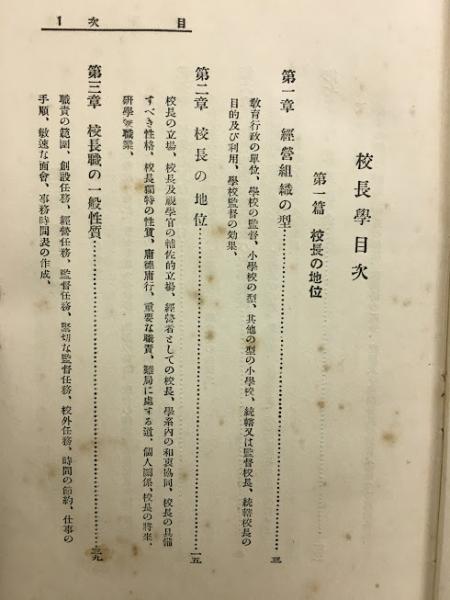 目次 1
校長學目次
第一篇 校長の地位
第一章 經營組織の型……三
教育行政の單位、學校の監督、小學校の型、其他の型の小學校、統轄又は監督校長、統轄校長の
目的及び利用、學校監督の効果、
第二章 校長の地位……一五
校長の立場、校長及視學官の補佐的立場、經營者としての校長、學系內の和衷協同、校長の具備
すべき性格、校長獨特の性質、庸德庸行、重要な職責、難局に處する道、個人關係、校長の將來、
研學と職業、
第三章 校長職の一般性質……三九
職責の範圍、創設任務、經營任務、監督任務、緊切な監督任務、校外任務、時間の節約、仕事の
手順、敏速な面會、事務時間表の作成、